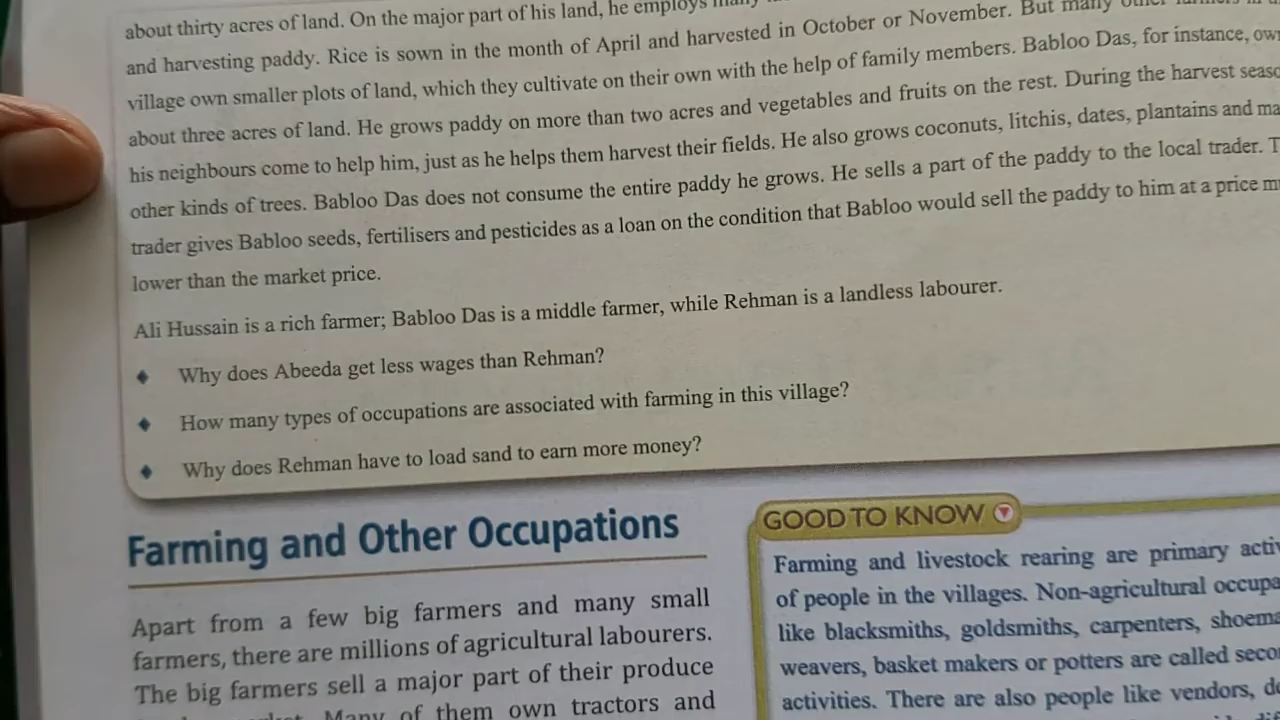 about thirty acres of land. On the major part of his land, he employs many
and harvesting paddy. Rice is sown in the month of April and harvested in October or November. But many other
village own smaller plots of land, which they cultivate on their own with the help of family members. Babloo Das, for instance,
about three acres of land. He grows paddy on more than two acres and vegetables and fruits on the rest. During the harvest
his neighbours come to help him, just as he helps them harvest their fields. He also grows coconuts, litchis, dates, plantains and
other kinds of trees. Babloo Das does not consume the entire paddy he grows. He sells a part of the paddy to the local trader.
trader gives Babloo seeds, fertilisers and pesticides as a loan on the condition that Babloo would sell the paddy to him at a price
lower than the market price.
Ali Hussain is a rich farmer; Babloo Das is a middle farmer, while Rehman is a landless labourer.
Why does Abeeda get less wages than Rehman?
How many types of occupations are associated with farming in this village?
Why does Rehman have to load sand to earn more money?
Farming and Other Occupations
Apart from a few big farmers and many small
farmers, there are millions of agricultural labourers.
The big farmers sell a major part of their produce
Many of them own tractors and
GOOD TO KNOW
Farming and livestock rearing are primary
of people in the villages. Non-agricultural
like blacksmiths, goldsmiths, carpenters,
weavers, basket makers or potters are called
activities. There are also people like vendors,